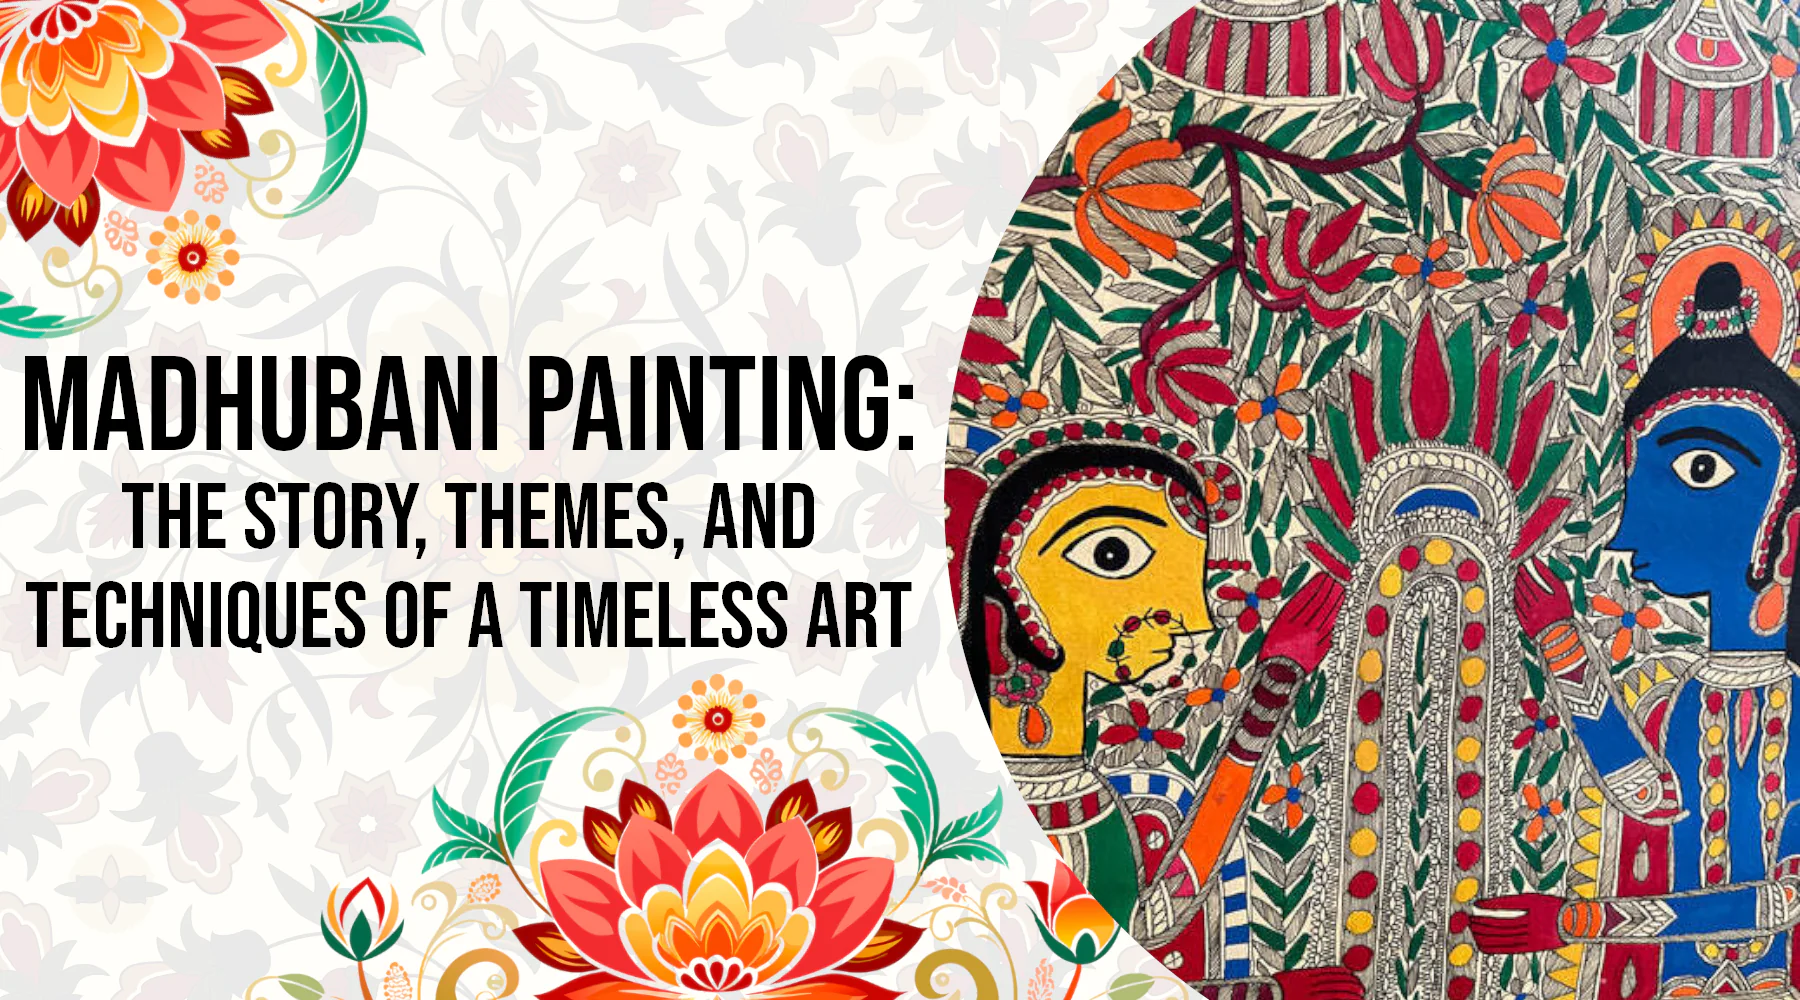 MADHUBANI PAINTING:
THE STORY, THEMES, AND
TECHNIQUES OF A TIMELESS ART